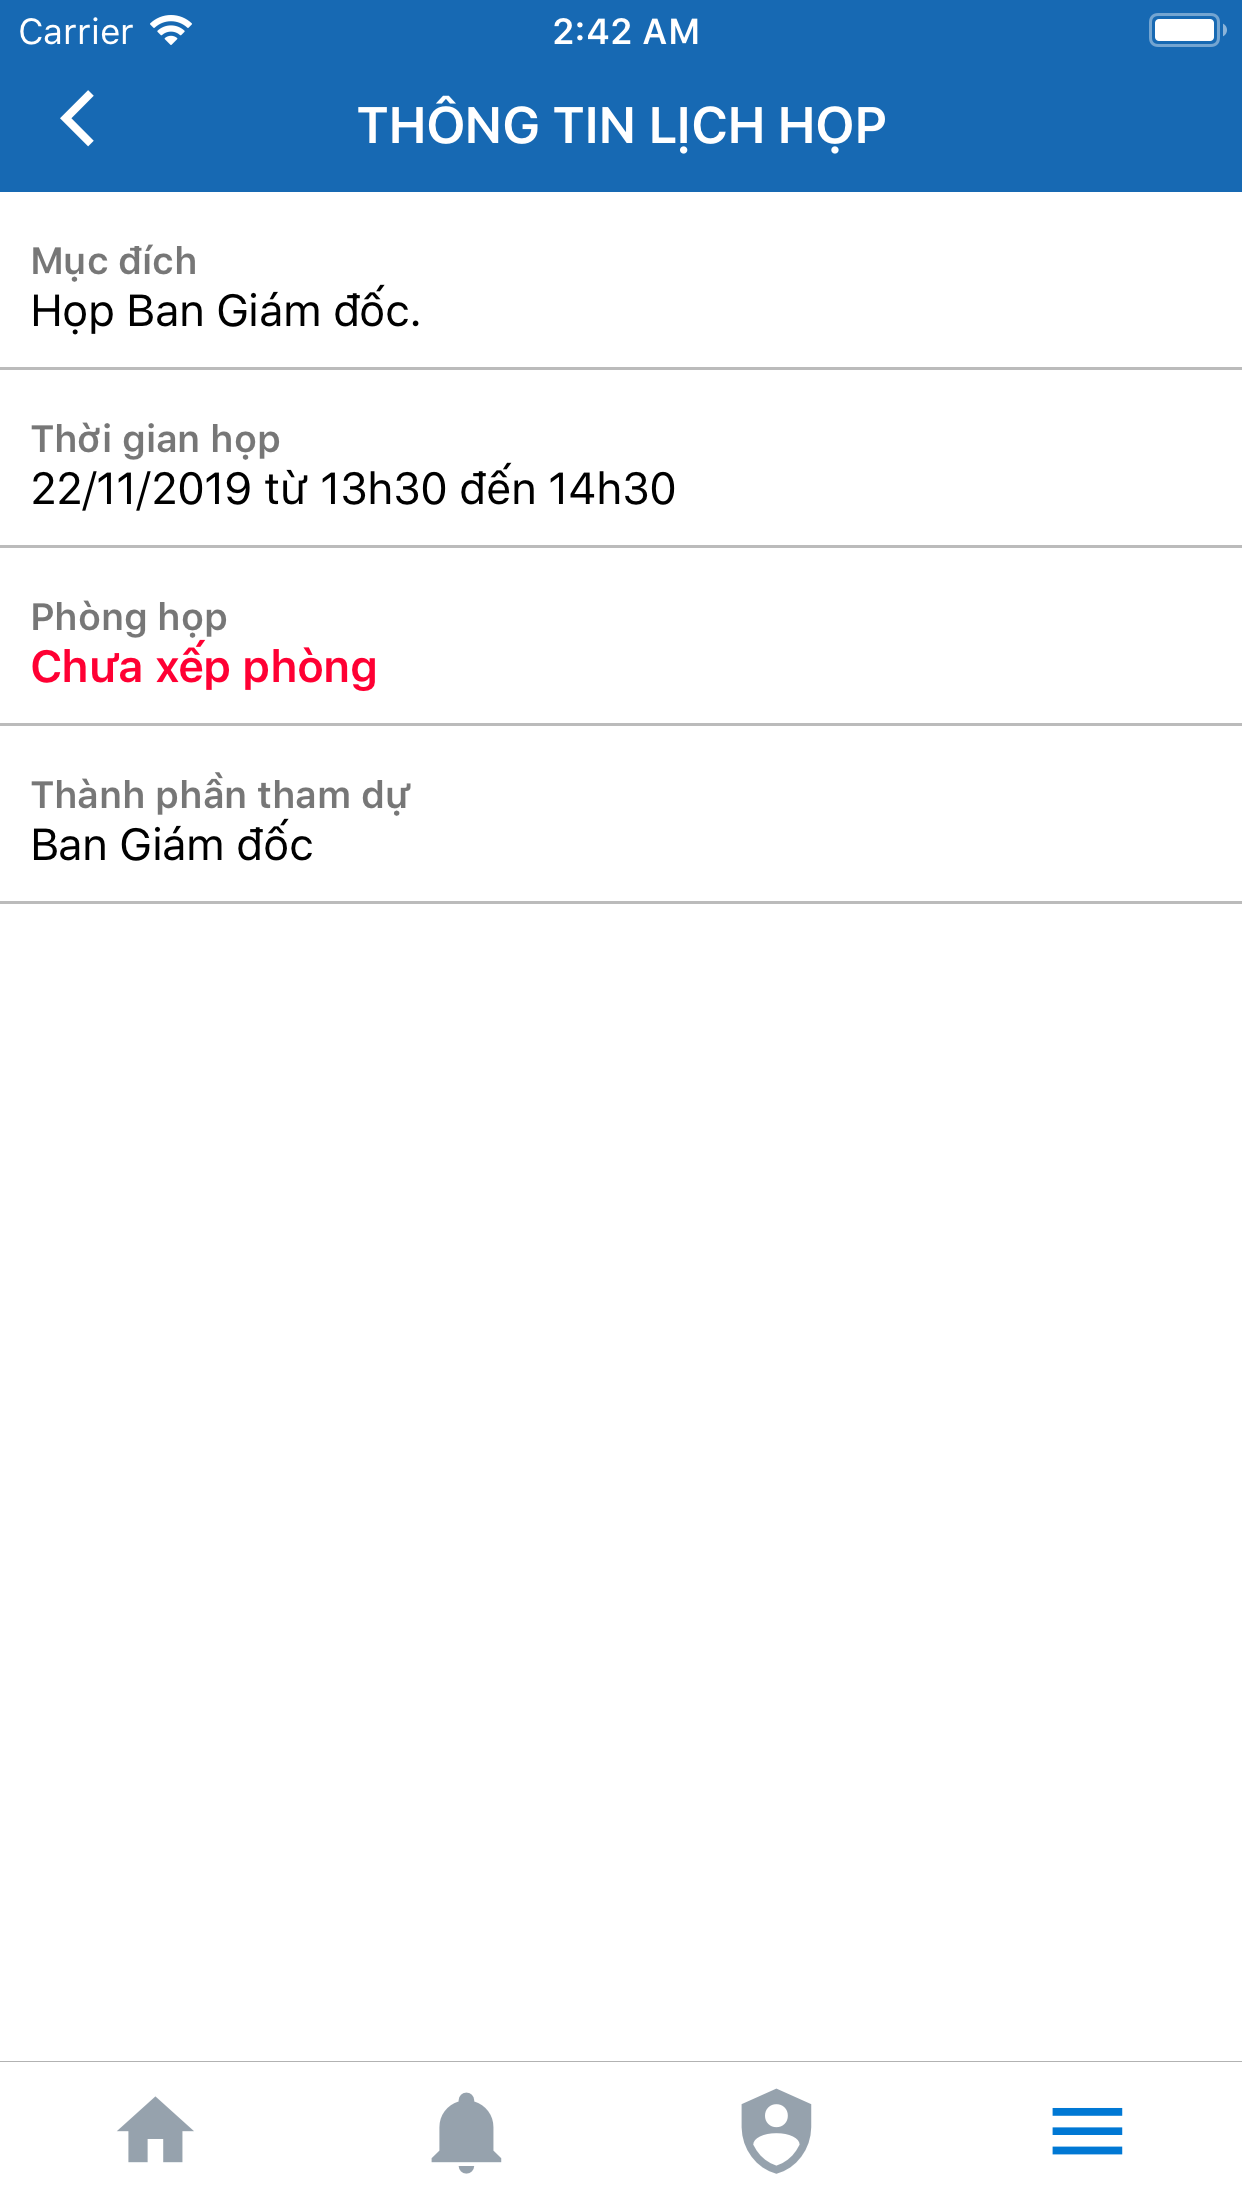 Carrier 2:42 AM
THÔNG TIN LỊCH HỌP
Mục đích
Họp Ban Giám đốc.
Thời gian họp
22/11/2019 từ 13h30 đến 14h30
Phòng họp
Chưa xếp phòng
Thành phần tham dự
Ban Giám đốc